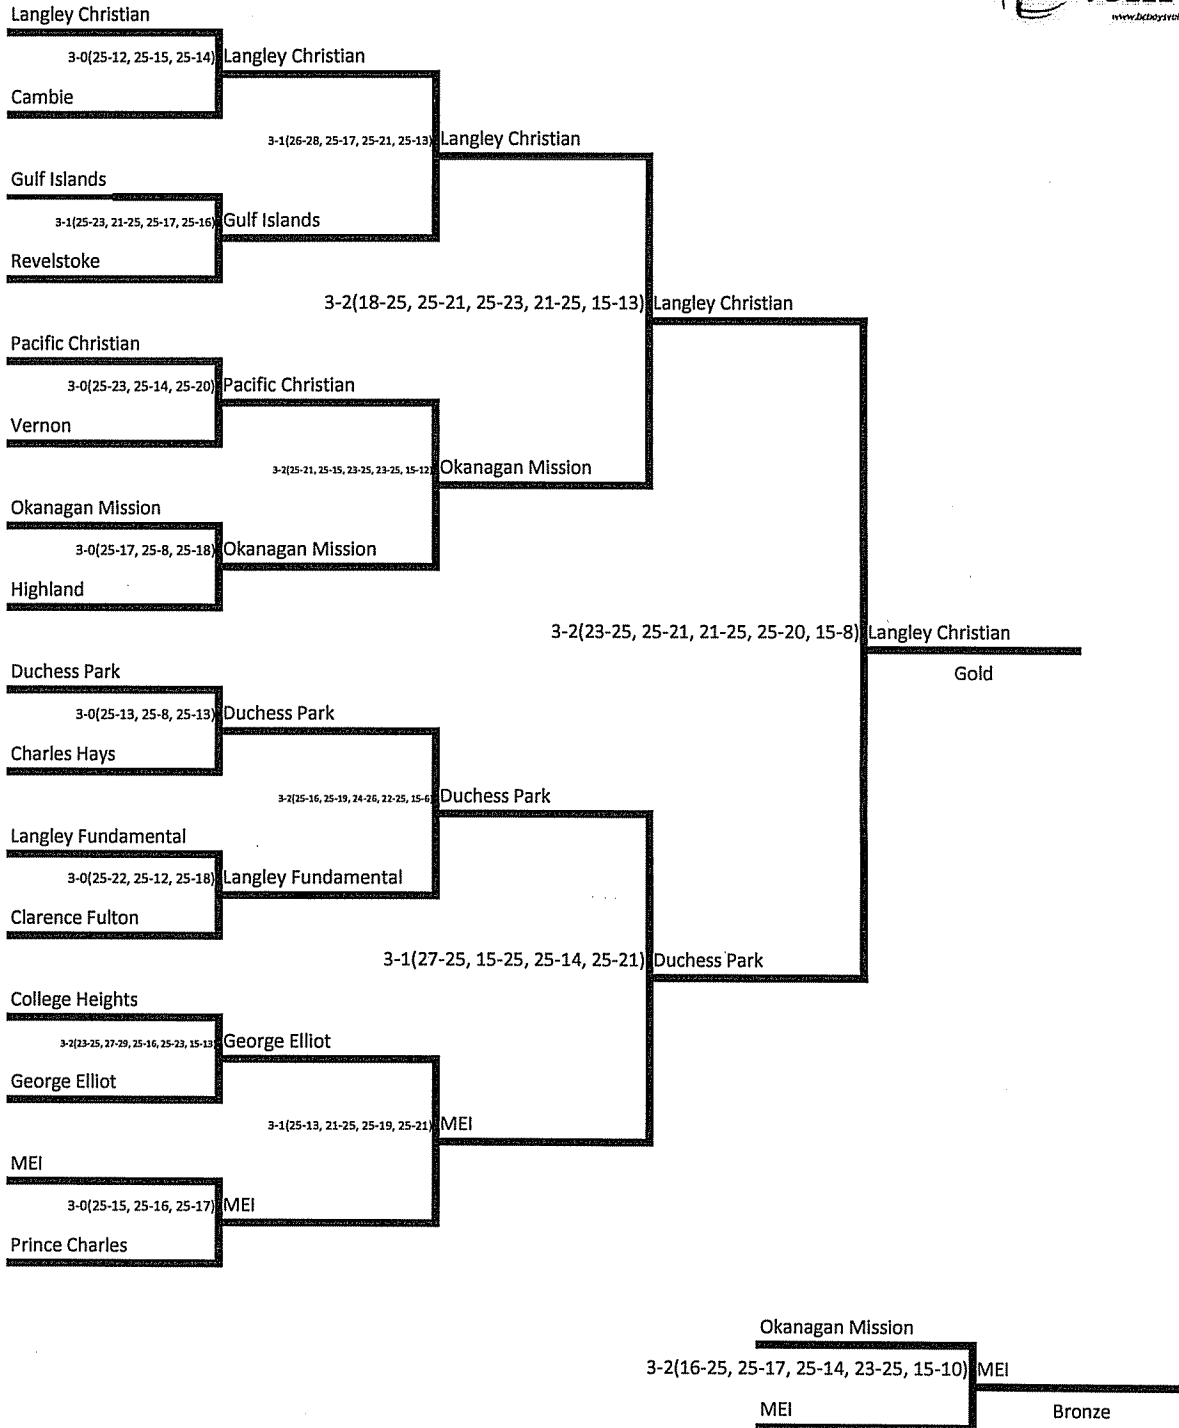 www.bcboysvol
Langley Christian
3-0(25-12, 25-15, 25-14)
Langley Christian
Cambie
3-1(26-28, 25-17, 25-21, 25-13)
Langley Christian
Gulf Islands
3-1(25-23, 21-25, 25-17, 25-16)
Gulf Islands
Revelstoke
3-2(18-25, 25-21, 25-23, 21-25, 15-13)
Langley Christian
Pacific Christian
3-0(25-23, 25-14, 25-20)
Pacific Christian
Vernon
3-2(25-21, 25-15, 23-25, 23-25, 15-12)
Okanagan Mission
Okanagan Mission
3-0(25-17, 25-8, 25-18)
Okanagan Mission
Highland
3-2(23-25, 25-21, 21-25, 25-20, 15-8)
Langley Christian
Gold
Duchess Park
3-0(25-13, 25-8, 25-13)
Duchess Park
Charles Hays
3-2(25-16, 25-19, 24-26, 22-25, 15-6)
Duchess Park
Langley Fundamental
3-0(25-22, 25-12, 25-18)
Langley Fundamental
Clarence Fulton
3-1(27-25, 15-25, 25-14, 25-21)
Duchess Park
College Heights
3-2(23-25, 27-29, 25-16, 25-23, 15-13)
George Elliot
George Elliot
3-1(25-13, 21-25, 25-19, 25-21)
MEI
MEI
3-0(25-15, 25-16, 25-17)
MEI
Prince Charles
Okanagan Mission
3-2(16-25, 25-17, 25-14, 23-25, 15-10)
MEI
MEI
Bronze